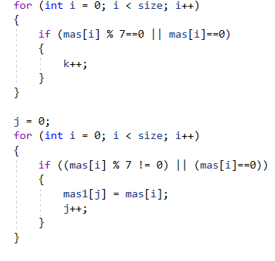 for (int i = 0; i < size; i++)
{
if (mas[i] % 7==0 || mas[i]==0)
{
k++;
}
}
j = 0;
for (int i = 0; i < size; i++)
{
if ((mas[i] % 7 != 0) || (mas[i]==0))
{
mas1[j] = mas[i];
j++;
}
}